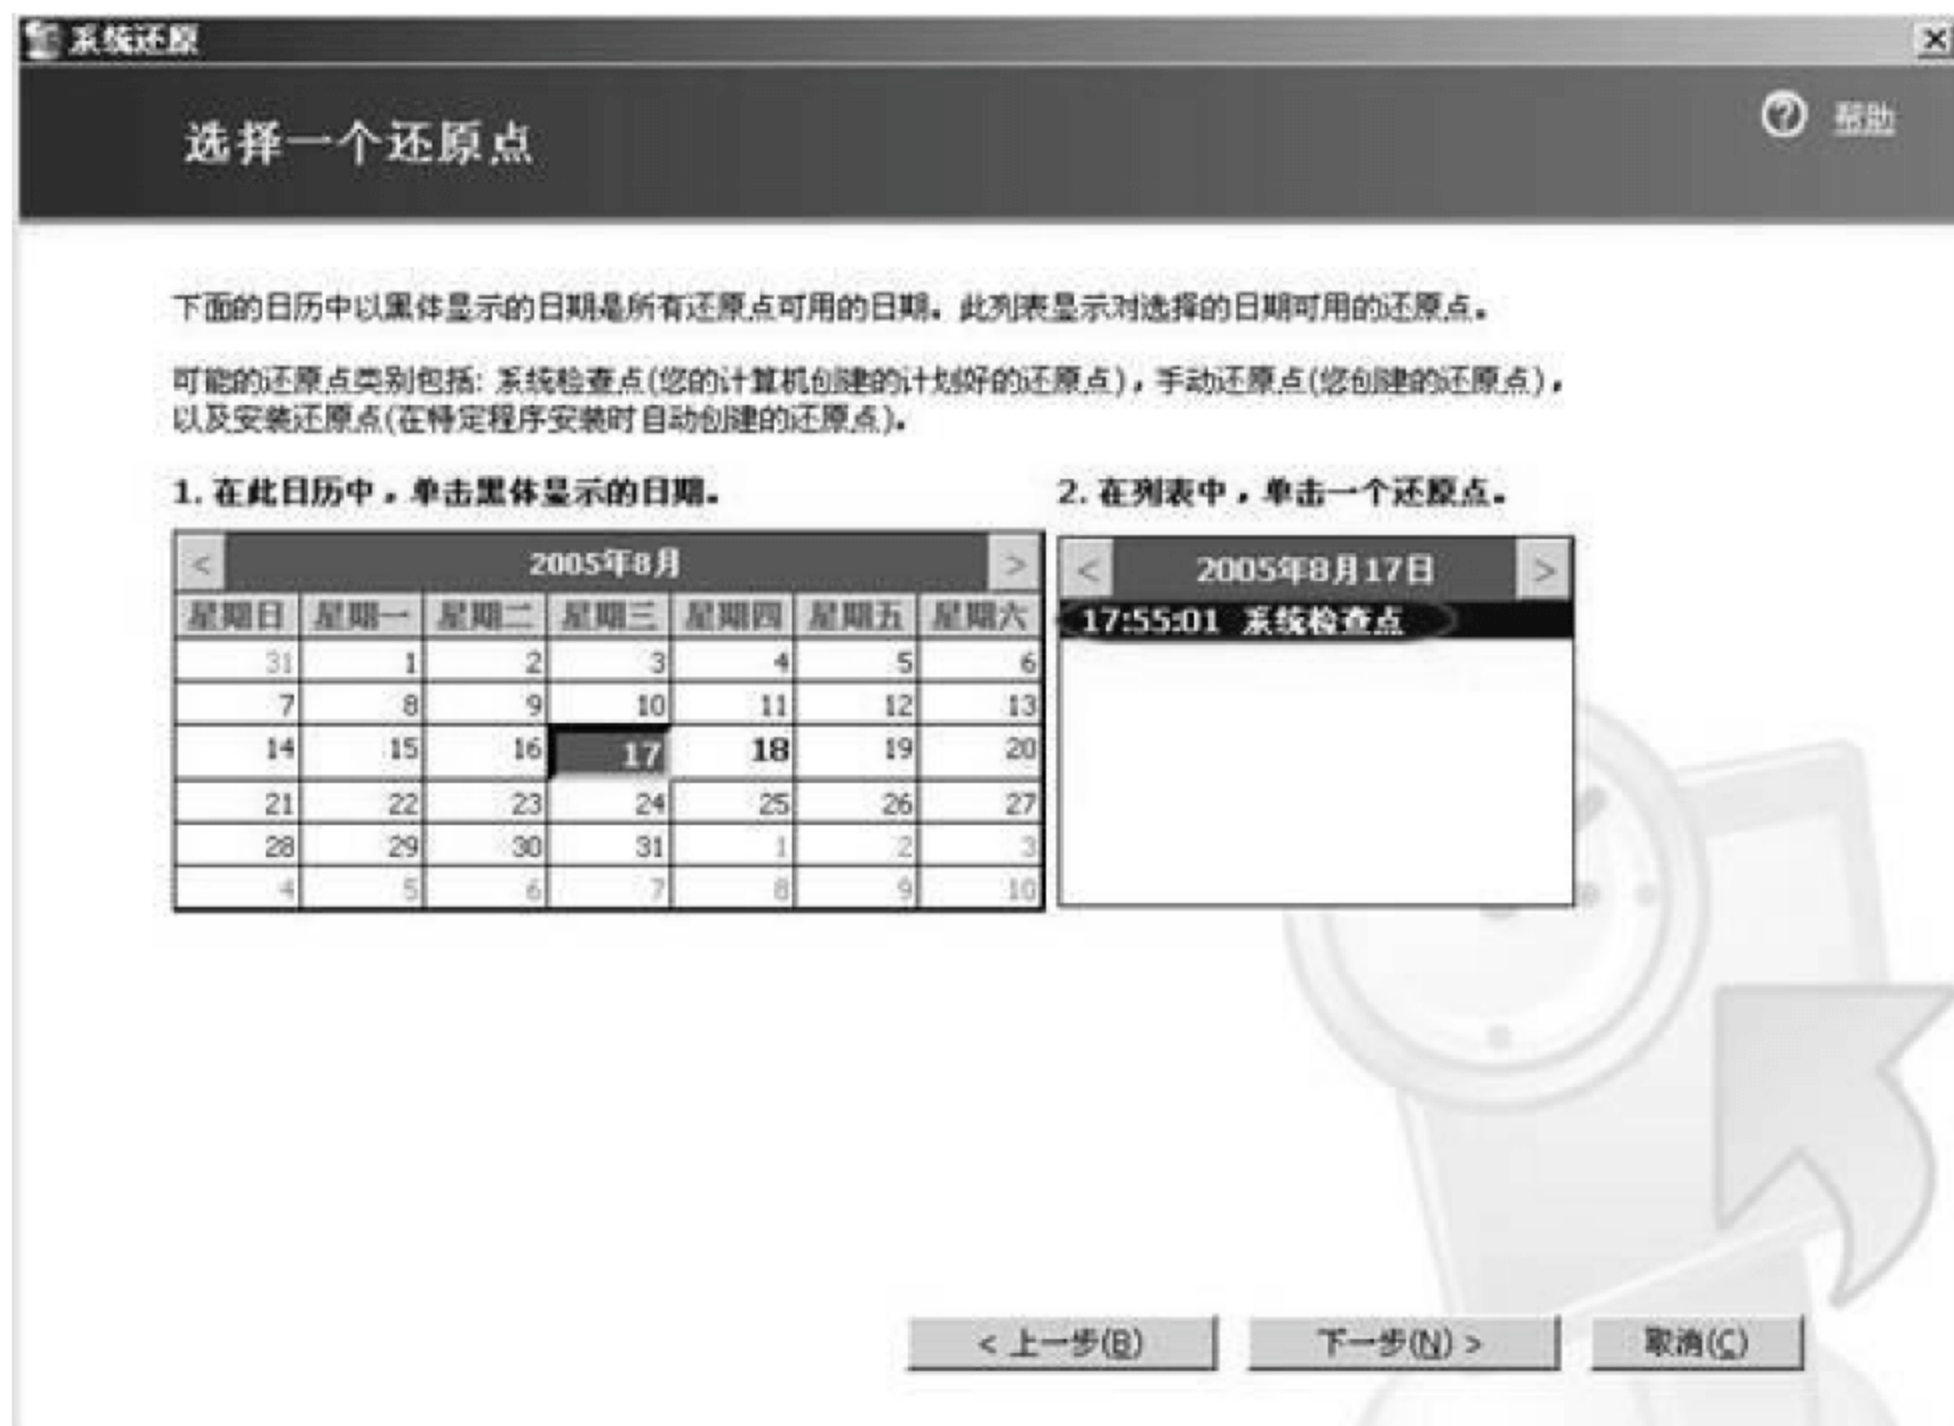 系统还原
选择一个还原点
帮助
下面的日历中以黑体显示的日期是所有还原点可用的日期。此列表显示对选择的日期可用的还原点。
可能的还原点类别包括: 系统检查点(您的计算机创建的计划好的还原点)，手动还原点(您创建的还原点)，
以及安装还原点(在特定程序安装时自动创建的还原点)。
1. 在此日历中，单击黑体显示的日期。
< 2005年8月 >
星期日 星期一 星期二 星期三 星期四 星期五 星期六
31 1 2 3 4 5 6
7 8 9 10 11 12 13
14 15 16 17 18 19 20
21 22 23 24 25 26 27
28 29 30 31 1 2 3
4 5 6 7 8 9 10
2. 在列表中，单击一个还原点。
< 2005年8月17日 >
17:55:01 系统检查点
< 上一步(B)
下一步(N) >
取消(C)